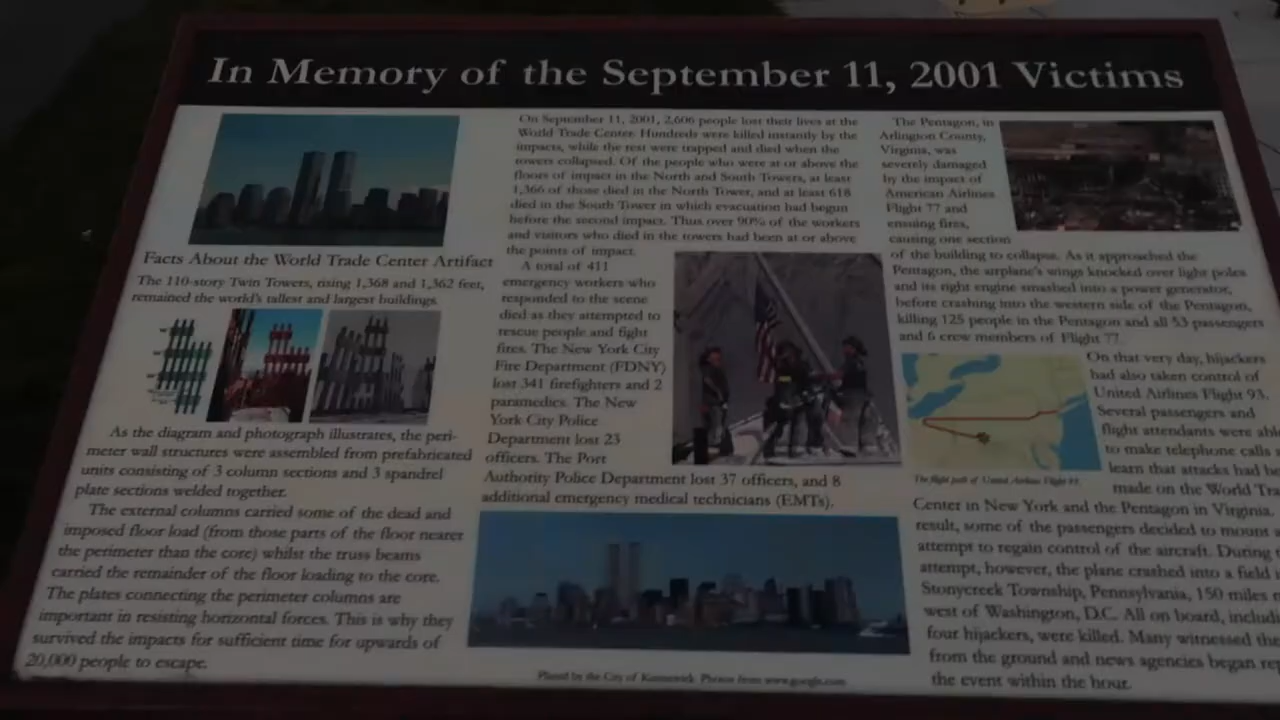 In Memory of the September 11, 2001 Victims
Facts About the World Trade Center Artifact
The 110-story Twin Towers, rising 1,368 and 1,362 feet,
remained the world's tallest and largest buildings.
As the diagram and photograph illustrates, the peri-
meter wall structures were assembled from prefabricated
units consisting of 3 column sections and 3 spandrel
plate sections welded together.
The external columns carried some of the dead and
imposed floor load (from those parts of the floor nearer
the perimeter than the core) whilst the truss beams
carried the remainder of the floor loading to the core.
The plates connecting the perimeter columns are
important in resisting horizontal forces. This is why they
survived the impacts for sufficient time for upwards of
20,000 people to escape.
On September 11, 2001, 2,606 people lost their lives at the
World Trade Center. Hundreds were killed instantly by the
impacts, while the rest were trapped and died when the
towers collapsed. Of the people who were at or above the
floors of impact in the North and South Towers, at least
1,366 of those died in the North Tower, and at least 618
died in the South Tower in which evacuation had begun
before the second impact. Thus over 90% of the workers
and visitors who died in the towers had been at or above
the points of impact.
A total of 411
emergency workers who
responded to the scene
died as they attempted to
rescue people and fight
fires. The New York City
Fire Department (FDNY)
lost 341 firefighters and 2
paramedics. The New
York City Police
Department lost 23
officers. The Port
Authority Police Department lost 37 officers, and 8
additional emergency medical technicians (EMTs).
Placed by the City of Kennewick. Photos from www.google.com
The Pentagon, in
Arlington County,
Virginia, was
severely damaged
by the impact of
American Airlines
Flight 77 and
ensuing fires,
causing one section
of the building to collapse. As it approached the
Pentagon, the airplane's wings knocked over light poles
and its right engine smashed into a power generator,
before crashing into the western side of the Pentagon,
killing 125 people in the Pentagon and all 53 passengers
and 6 crew members of Flight 77.
The flight path of United Airlines Flight 93.
On that very day, hijackers
had also taken control of
United Airlines Flight 93.
Several passengers and
flight attendants were abl
to make telephone calls
learn that attacks had be
made on the World Tra
Center in New York and the Pentagon in Virginia.
result, some of the passengers decided to mount
attempt to regain control of the aircraft. During
attempt, however, the plane crashed into a field
Stonycreek Township, Pennsylvania, 150 miles
west of Washington, D.C. All on board, includi
four hijackers, were killed. Many witnessed the
from the ground and news agencies began re
the event within the hour.